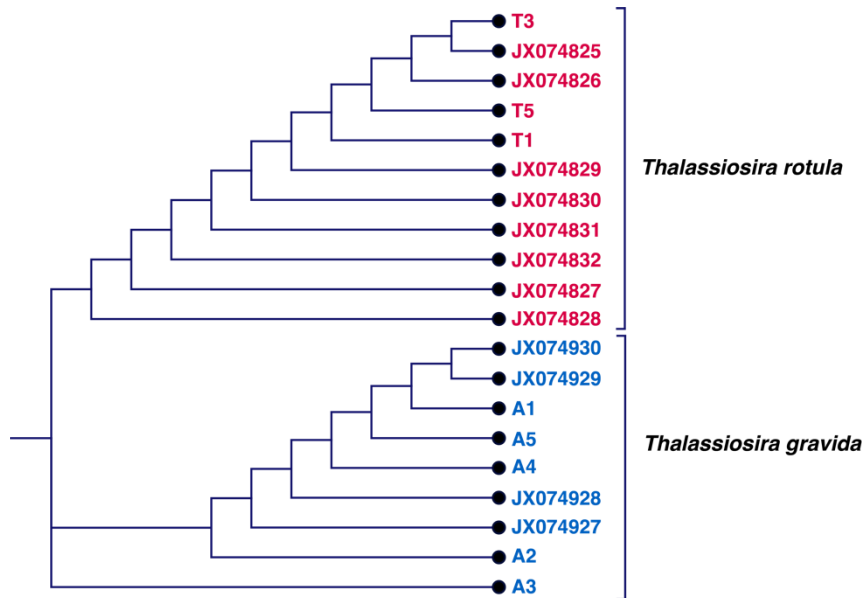 T3
JX074825
JX074826
T5
T1
JX074829
JX074830
JX074831
JX074832
JX074827
JX074828
Thalassiosira rotula
JX074930
JX074929
A1
A5
A4
JX074928
JX074927
A2
A3
Thalassiosira gravida